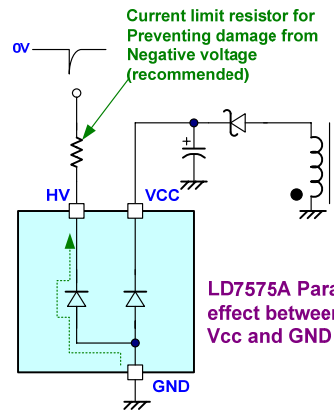 Current limit resistor for
Preventing damage from
Negative voltage
(recommended)
0V
+
HV
VCC
LD7575A
effect between
Vcc and GND
GND